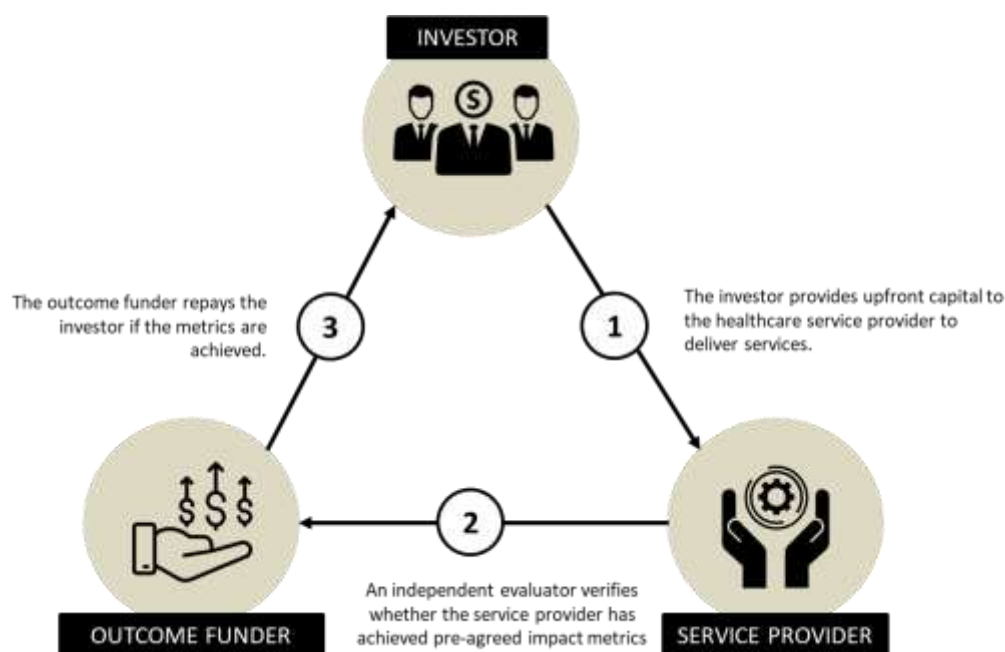 INVESTOR
S
The outcome funder repays the
investor if the metrics are
achieved.
3
1
The investor provides upfront capital to
the healthcare service provider to
deliver services.
$ $ $
2
An independent evaluator verifies
whether the service provider has
achieved pre-agreed impact metrics
OUTCOME FUNDER
SERVICE PROVIDER